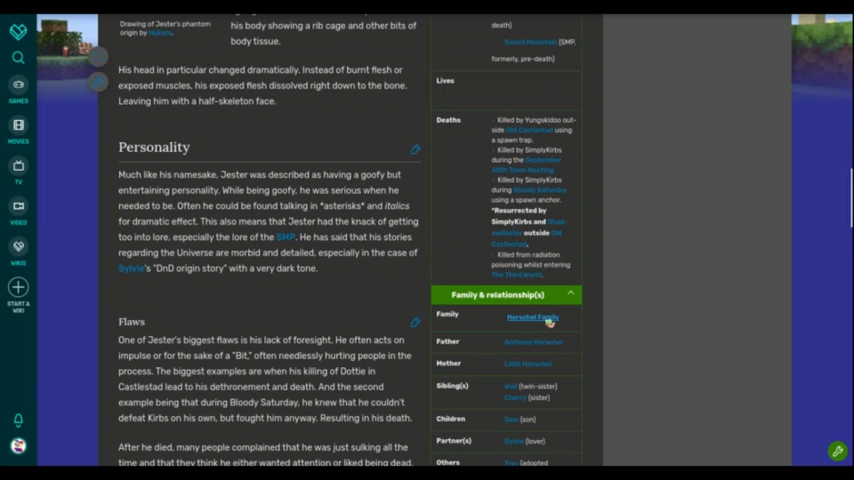 Drawing of Jester's phantom
origin by Hukara.
his body showing a rib cage and other bits of
body tissue.
His head in particular changed dramatically. Instead of burnt flesh or
exposed muscles, his exposed flesh dissolved right down to the bone.
Leaving him with a half-skeleton face.
Personality
Much like his namesake, Jester was described as having a goofy but
entertaining personality. While being goofy, he was serious when he
needed to be. Often he could be found talking in *asterisks* and italics
for dramatic effect. This also means that Jester had the knack of getting
too into lore, especially the lore of the SMP. He has said that his stories
regarding the Universe are morbid and detailed, especially in the case of
Sylvie's "DnD origin story" with a very dark tone.
Flaws
One of Jester's biggest flaws is his lack of foresight. He often acts on
impulse or for the sake of a "Bit," often needlessly hurting people in the
process. The biggest examples are when his killing of Dottie in
Castlestad lead to his dethronement and death. And the second
example being that during Bloody Saturday, he knew that he couldn't
defeat Kirbs on his own, but fought him anyway. Resulting in his death.
After he died, many people complained that he was just sulking all the
time and that they think he either wanted attention or liked being dead.
death)
Sword Mountain (SMP,
formerly, pre-death)
Lives
Deaths
· Killed by Yungskidoo out-
side Old Castlestad using
a spawn trap.
· Killed by SimplyKirbs
during the September
30th Town Meeting
· Killed by SimplyKirbs
during Bloody Saturday
using a spawn anchor.
*Resurrected by
SimplyKirbs and
outside Old
Castlestad.
· Killed from radiation
poisoning whilst entering
The Third World.
Family & relationship(s)
Family
Herschel Family
Father
Anthony Herschel
Mother
Lilith Herschel
Sibling(s)
(twin-sister)
Cherry (sister)
Children
Sam (son)
Partner(s)
Sylvie (lover)
Others
Troy (adopted
GAMES
MOVIES
TV
VIDEO
WIKIS
START A
WIKI